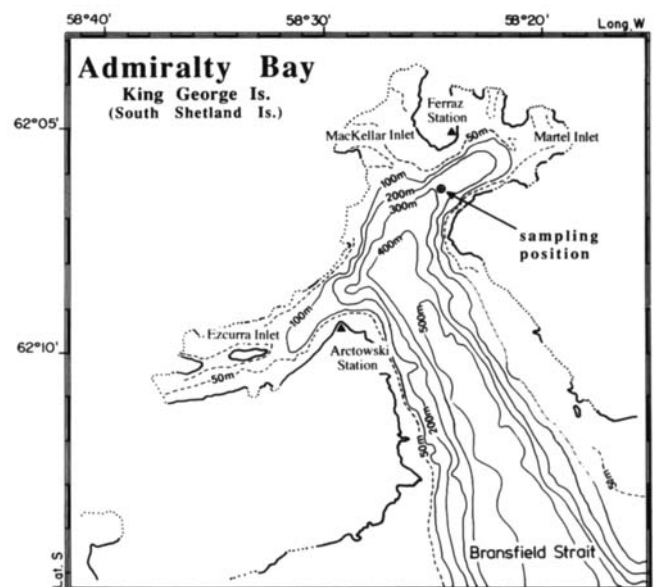 58°40' 58°30' 58°20' Long. W
Admiralty Bay
King George Is.
(South Shetland Is.)
62°05'
MacKellar Inlet
Ferraz
Station
50m
Martel Inlet
100m
200m
300m
400m
sampling
position
500m
62°10'
Ezcurra Inlet
100m
50m
Arctowski
Station
50m
200m
50m
Bransfield Strait
Lat. S